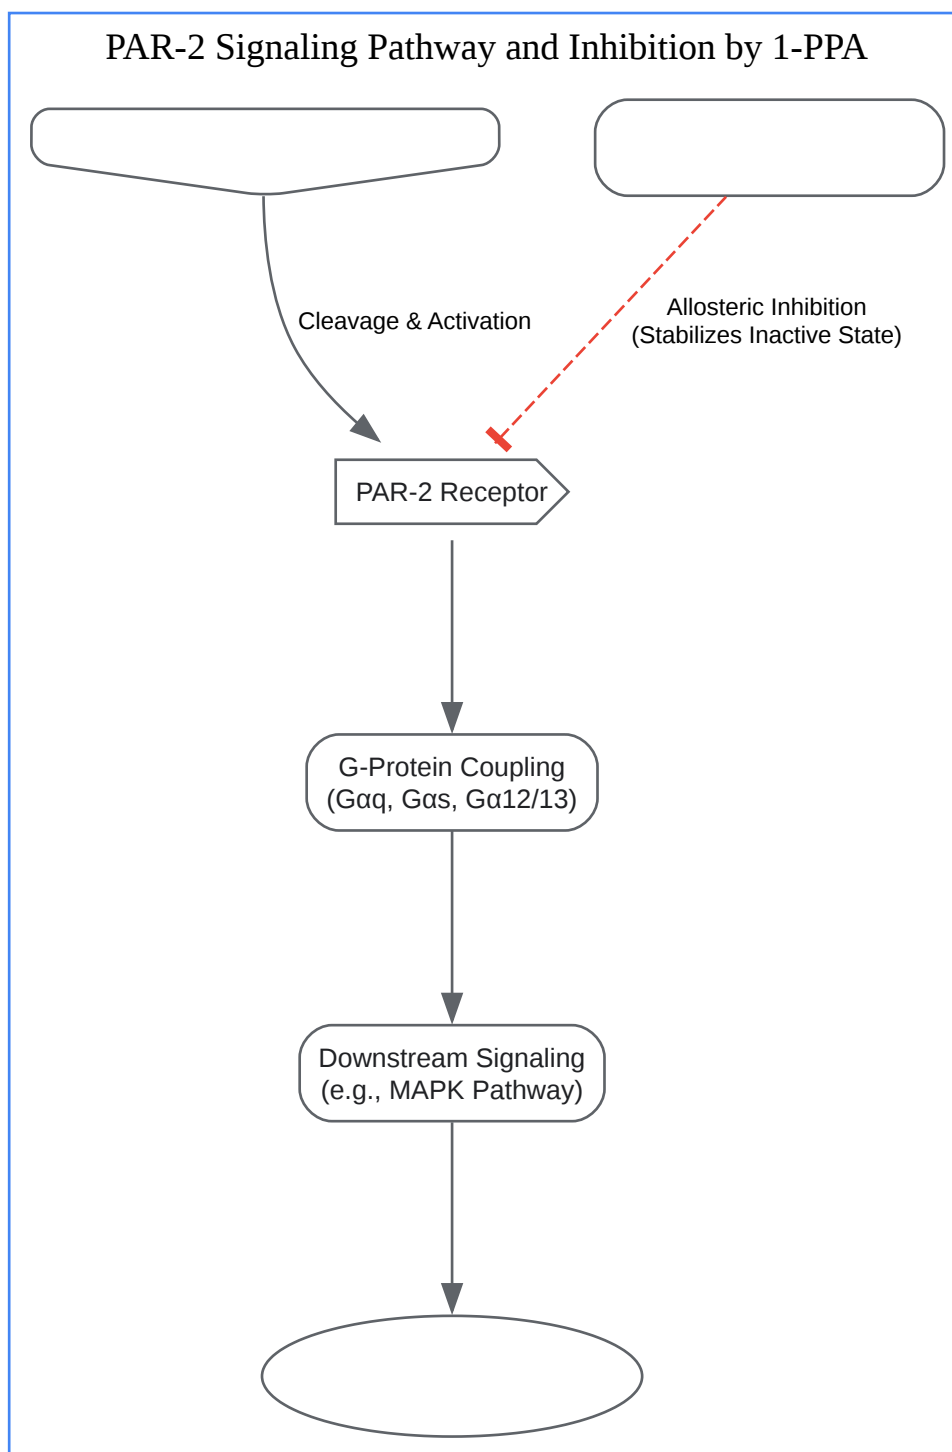 PAR-2 Signaling Pathway and Inhibition by 1-PPA
Cleavage & Activation
Allosteric Inhibition
(Stabilizes Inactive State)
PAR-2 Receptor
G-Protein Coupling
(Gαq, Gαs, Gα12/13)
Downstream Signaling
(e.g., MAPK Pathway)